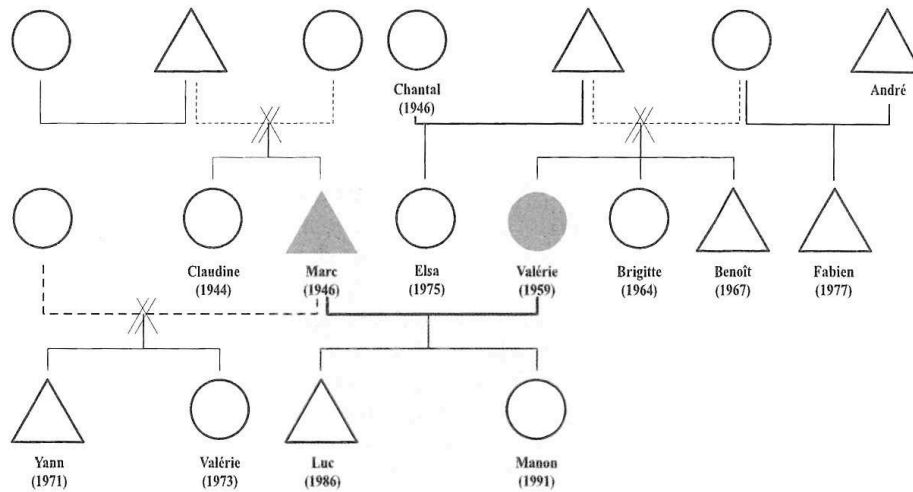 Chantal
(1946)
André
Claudine
(1944)
Marc
(1946)
Elsa
(1975)
Valérie
(1959)
Brigitte
(1964)
Benoît
(1967)
Fabien
(1977)
Yann
(1971)
Valérie
(1973)
Luc
(1986)
Manon
(1991)